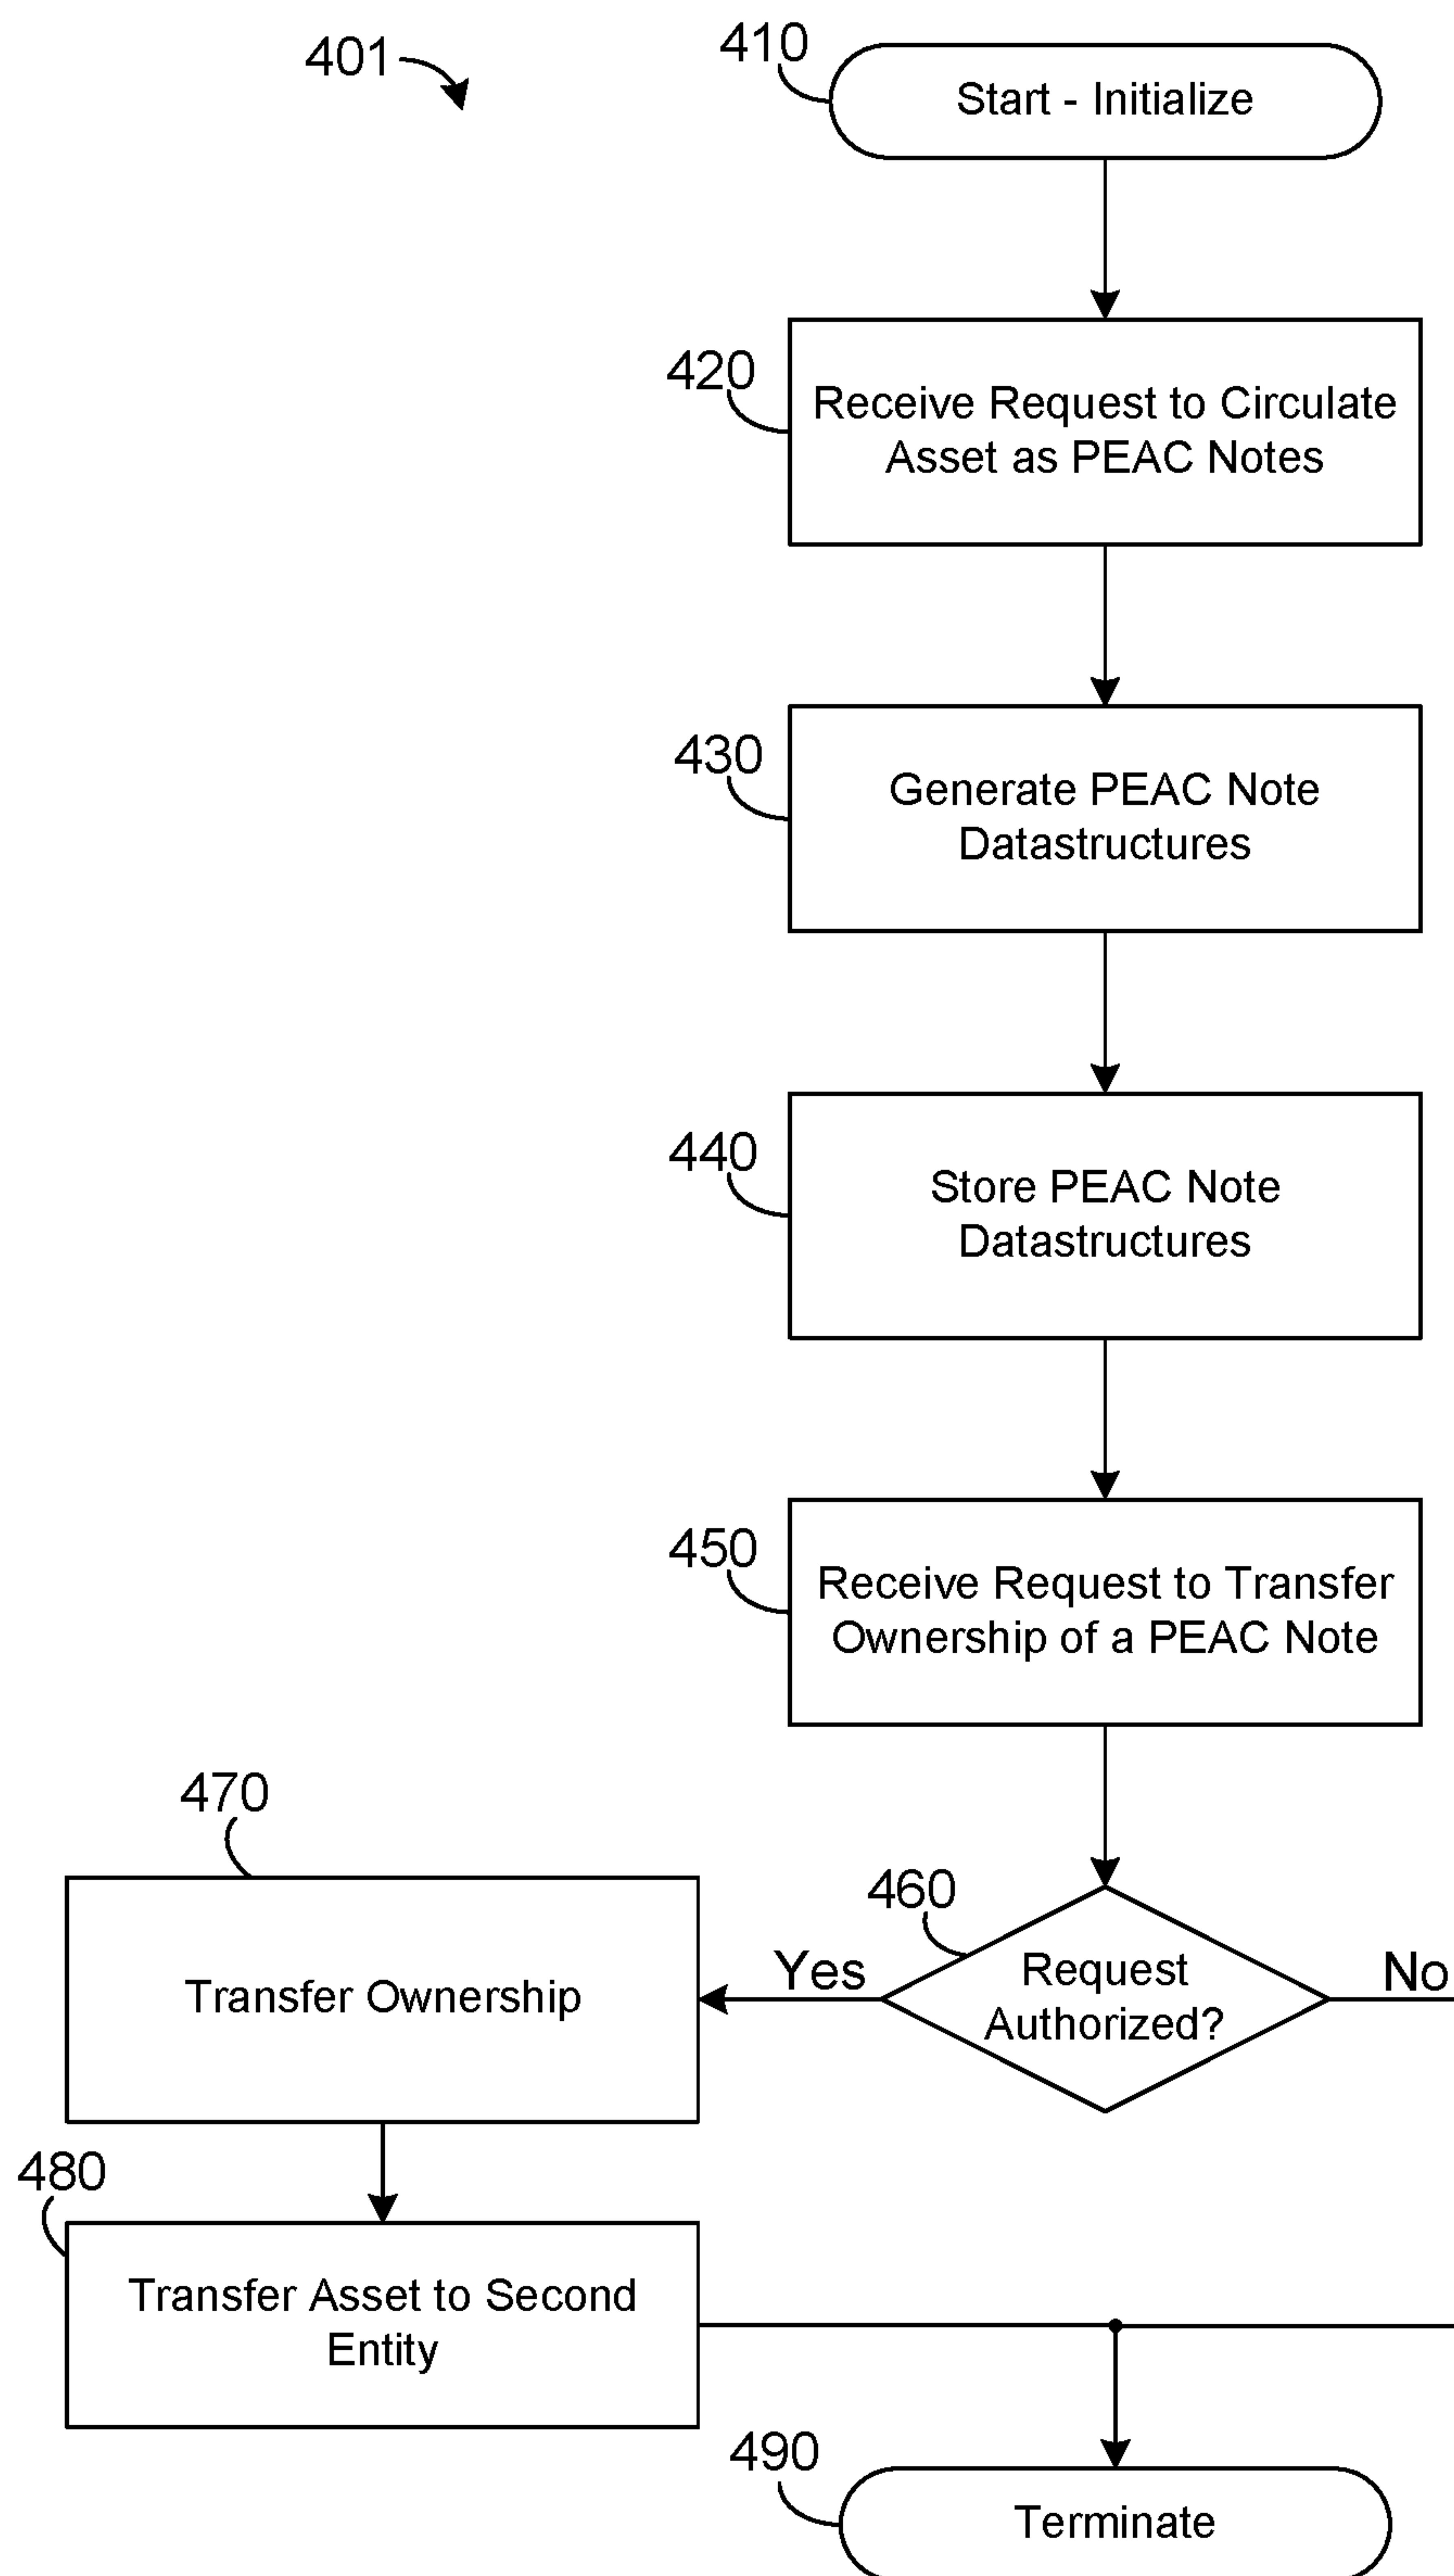 401
410
Start - Initialize
420
Receive Request to Circulate
Asset as PEAC Notes
430
Generate PEAC Note
Datastructures
440
Store PEAC Note
Datastructures
450
Receive Request to Transfer
Ownership of a PEAC Note
460
Request
Authorized?
Yes
No
470
Transfer Ownership
480
Transfer Asset to Second
Entity
490
Terminate